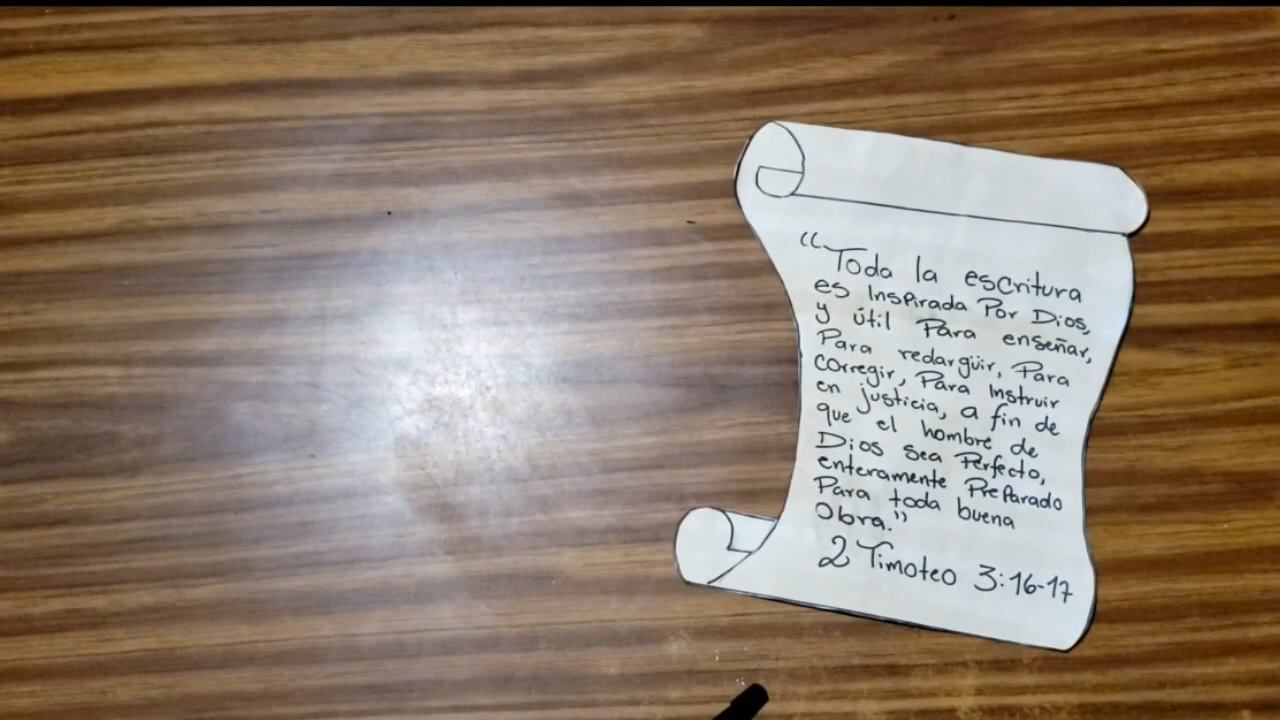 “Toda la escritura
es Inspirada Por Dios,
y útil Para enseñar,
Para redargüir, Para
corregir, Para Instruir
en justicia, a fin de
que el hombre de
Dios sea Perfecto,
enteramente Preparado
Para toda buena
Obra.”
2 Timoteo 3:16-17